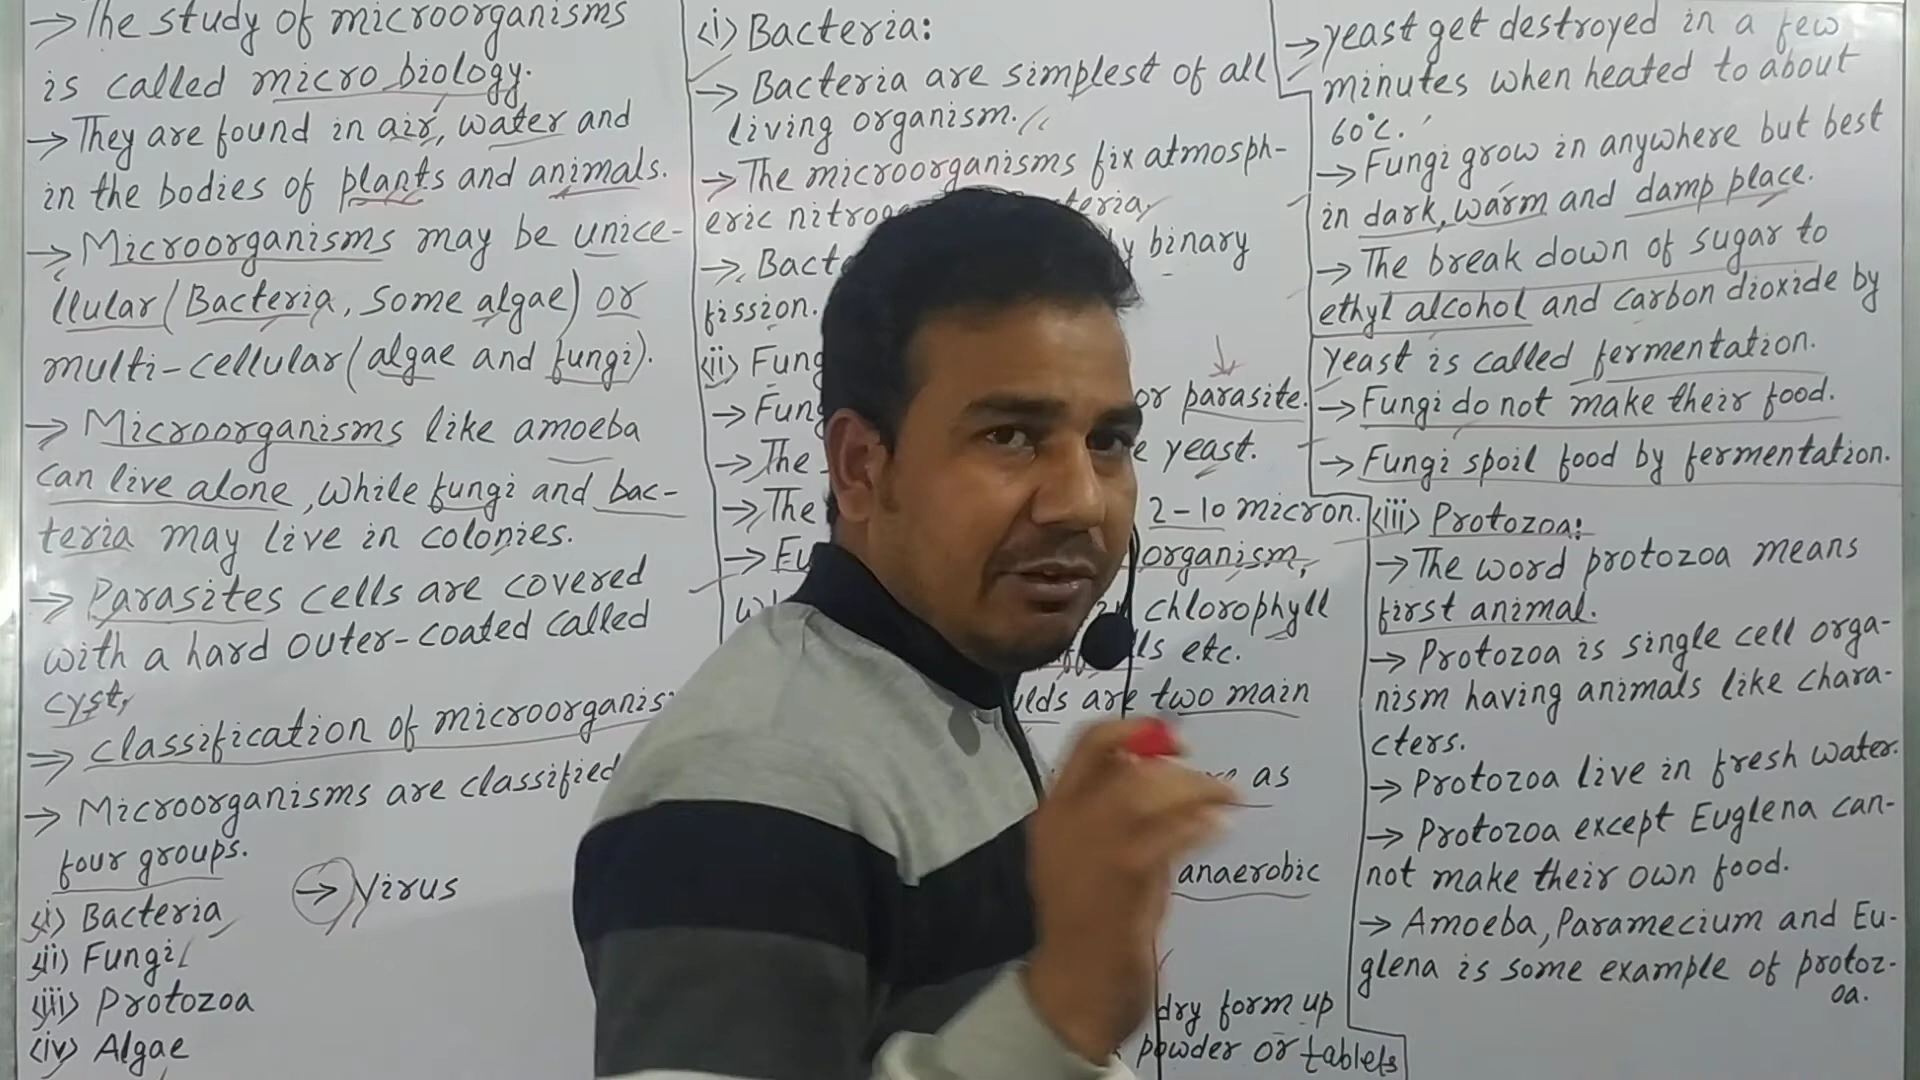 → The study of microorganisms
is called micro biology.
→ They are found in air, water and
in the bodies of plants and animals.
→ Microorganisms may be unice-
llular (Bacteria, Some algae) or
multi-cellular (algae and fungi).
→ Microorganisms like amoeba
can live alone, while fungi and bac-
teria may live in colonies.
→ Parasites cells are covered
with a hard outer-coated called
cyst,
→ classification of microorganis
→ Microorganisms are classified
four groups.
(i) Bacteria
(ii) Fungi
(iii) Protozoa
(iv) Algae
→ Virus
(i) Bacteria:
→ Bacteria are simplest of all
living organism.
→ The microorganisms fix atmosph-
eric nitro
→ Bact binary
fission.
(ii) Fung
→ Fung or parasite.
→ The yeast.
→ The 2-10 micron.
→ Eu organism,
chlorophyll
lls etc.
ulds are two main
as
anaerobic
dry form up
powder or tablets
→ yeast get destroyed in a few
minutes when heated to about
60°c.
→ Fungi grow in anywhere but best
in dark, warm and damp place.
→ The break down of sugar to
ethyl alcohol and carbon dioxide by
yeast is called fermentation.
→ Fungi do not make their food.
→ Fungi spoil food by fermentation.
(iii) Protozoa:
→ The word protozoa means
first animal.
→ Protozoa is single cell orga-
nism having animals like chara-
cters.
→ Protozoa live in fresh water.
→ Protozoa except Euglena can-
not make their own food.
→ Amoeba, Paramecium and Eu-
glena is some example of protoz-
oa.